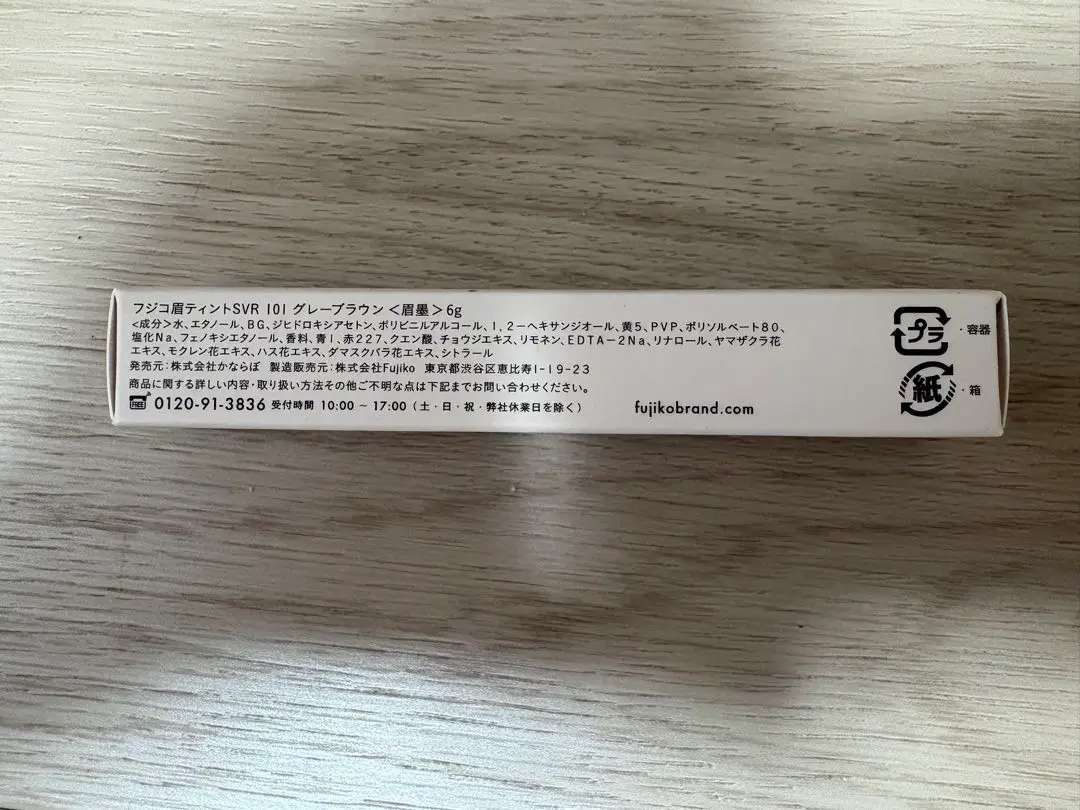 フジコ眉ティントSVR 101 グレーブラウン＜眉墨＞6g
＜成分＞水、エタノール、BG、ジヒドロキシアセトン、ポリビニルアルコール、1,2-ヘキサンジオール、黄5、PVP、ポリソルベート80、
塩化Na、フェノキシエタノール、香料、青1、赤227、クエン酸、チョウジエキス、リモネン、EDTA-2Na、リナロール、ヤマザクラ花
エキス、モクレン花エキス、ハス花エキス、ダマスクバラ花エキス、シトラール
発売元：株式会社かならぼ 製造販売元：株式会社Fujiko 東京都渋谷区恵比寿1-19-23
商品に関する詳しい内容・取り扱い方法その他ご不明な点は下記までお問い合わせください。
FREE 0120-91-3836 受付時間 10:00 ~ 17:00（土・日・祝・弊社休業日を除く）
fujikobrand.com
プラ ・容器
紙 ・箱